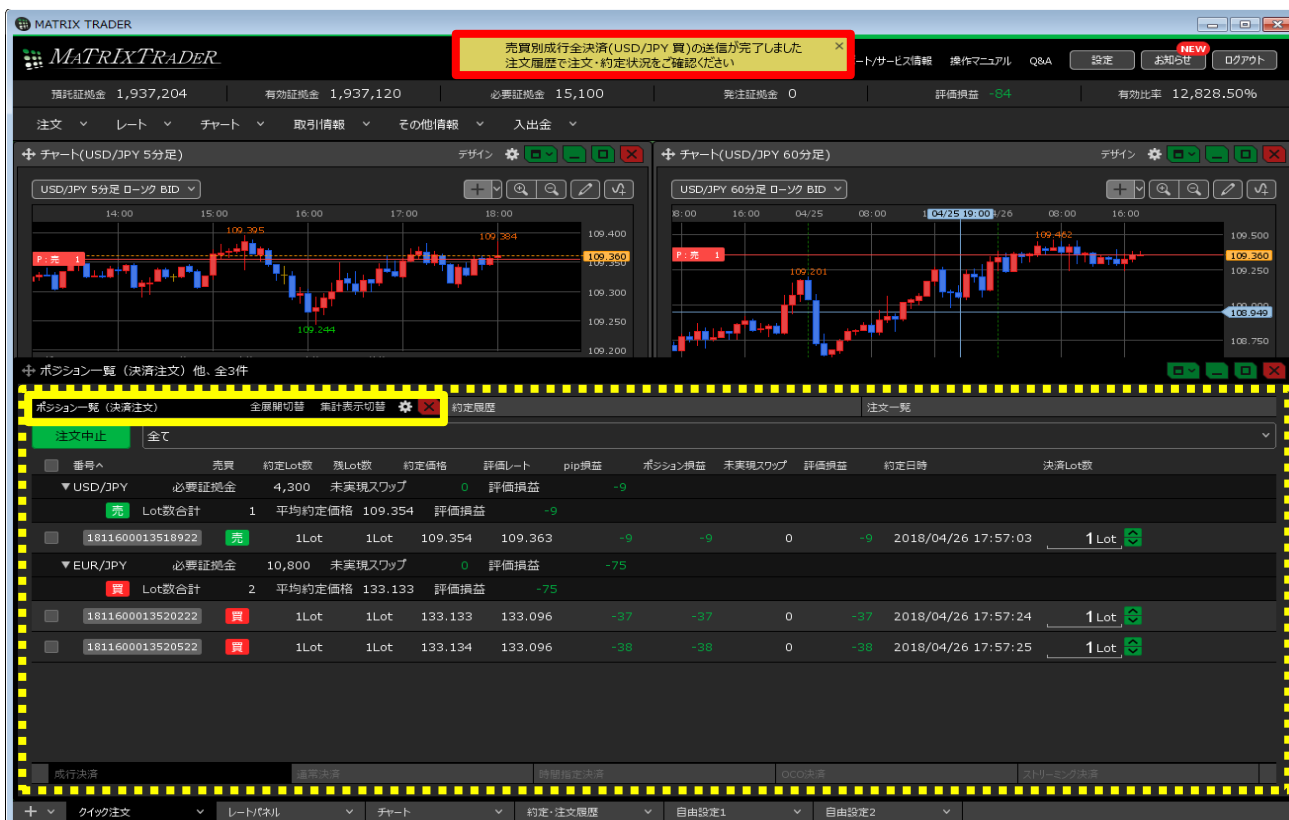 MATRIX TRADER
MATRIXTRADER
売買別成行全決済(USD/JPY 買)の送信が完了しました ×
注文履歴で注文・約定状況をご確認ください
ート/サービス情報 操作マニュアル Q&A 設定 お知らせ NEW ログアウト
預託証拠金 1,937,204 有効証拠金 1,937,120 必要証拠金 15,100 発注証拠金 0 評価損益 -84 有効比率 12,828.50%
注文 レート チャート 取引情報 その他情報 入出金
チャート(USD/JPY 5分足) デザイン
USD/JPY 5分足 ローソク BID
14:00 15:00 16:00 17:00 18:00
109.395 109.384 109.400
P:売 1 109.360
109.350
109.300
109.244 109.250
109.200
チャート(USD/JPY 60分足) デザイン
USD/JPY 60分足 ローソク BID
16:00 04/25 08:00 04/25 19:00 08:00 16:00
109.462 109.500
P:売 1 109.360
109.201 109.250
108.949
108.750
ポジション一覧（決済注文）他、全3件
ポジション一覧（決済注文） 全展開切替 集計表示切替 約定履歴 注文一覧
注文中止 全て
番号へ 売買 約定Lot数 残Lot数 約定価格 評価レート pip損益 ポジション損益 未実現スワップ 評価損益 約定日時 決済Lot数
▼USD/JPY 必要証拠金 4,300 未実現スワップ 0 評価損益 -9
売 Lot数合計 1 平均約定価格 109.354 評価損益 -9
1811600013518922 売 1Lot 1Lot 109.354 109.363 -9 -9 0 -9 2018/04/26 17:57:03 1 Lot
▼EUR/JPY 必要証拠金 10,800 未実現スワップ 0 評価損益 -75
買 Lot数合計 2 平均約定価格 133.133 評価損益 -75
1811600013520222 買 1Lot 1Lot 133.133 133.096 -37 -37 0 -37 2018/04/26 17:57:24 1 Lot
1811600013520522 買 1Lot 1Lot 133.134 133.096 -38 -38 0 -38 2018/04/26 17:57:25 1 Lot
成行決済 通常決済 時間指定決済 OCO決済 ストリーミング決済
クイック注文 レートパネル チャート 約定・注文履歴 自由設定1 自由設定2